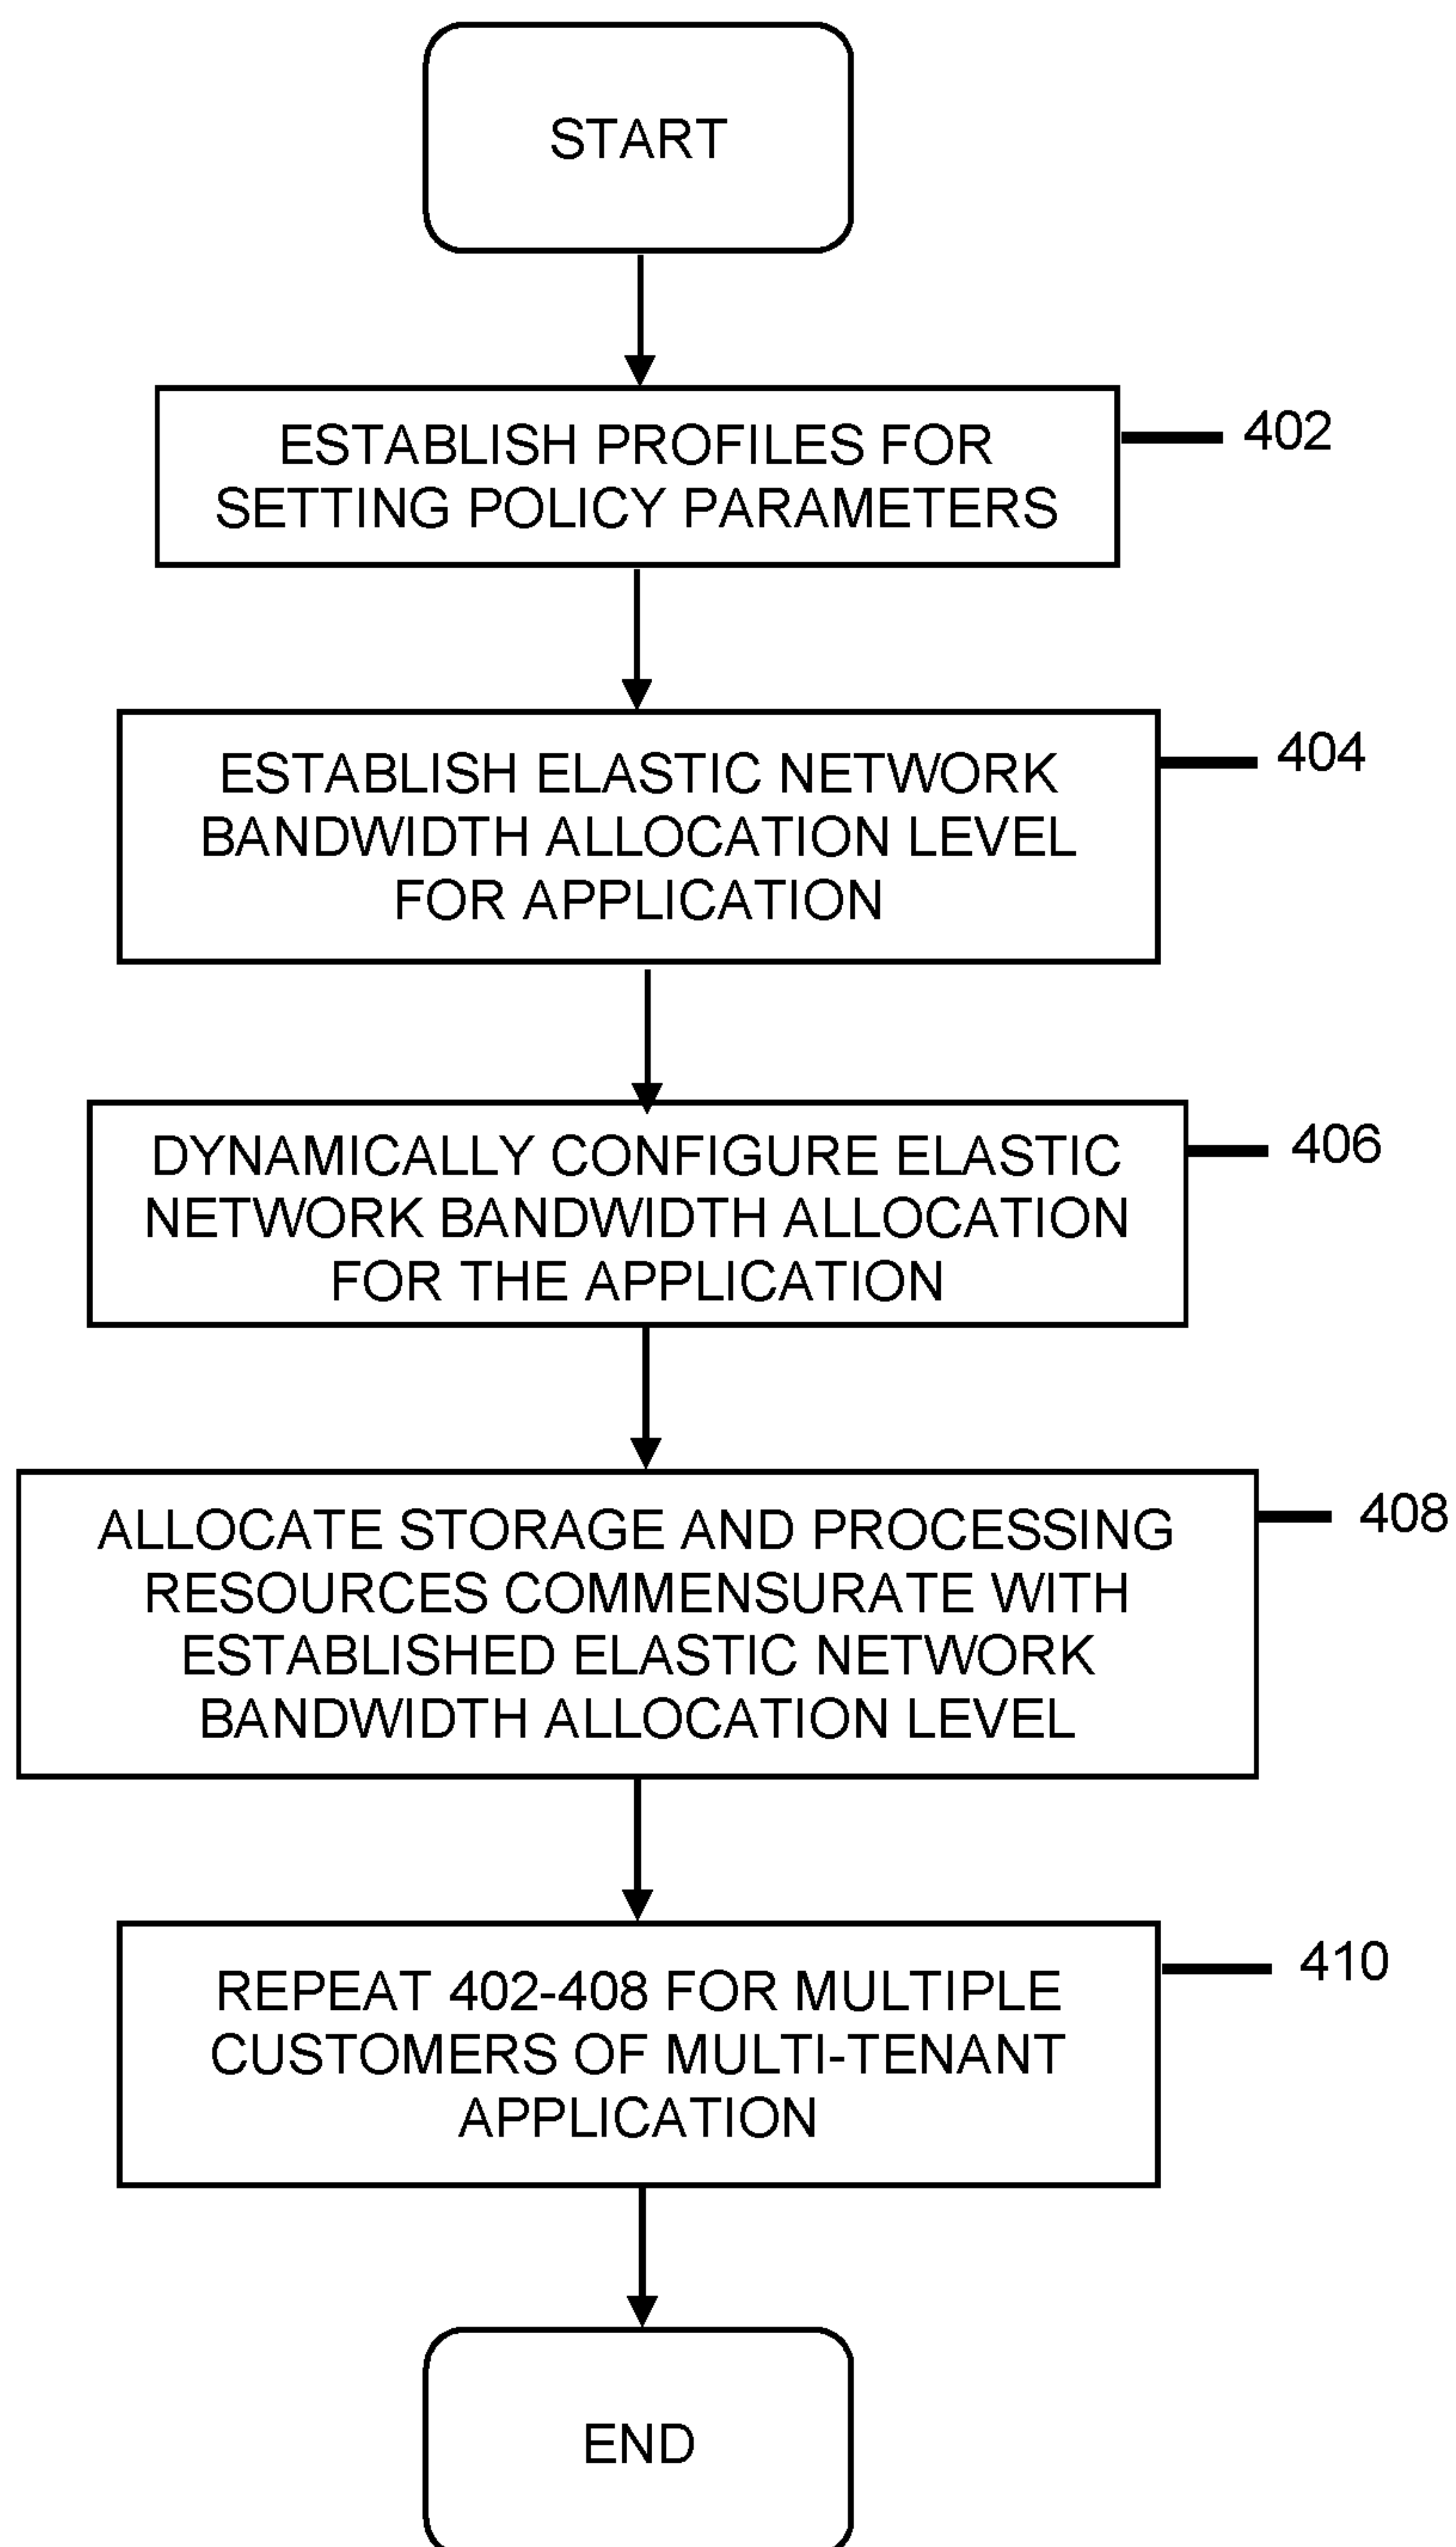 START
ESTABLISH PROFILES FOR
SETTING POLICY PARAMETERS
402
ESTABLISH ELASTIC NETWORK
BANDWIDTH ALLOCATION LEVEL
FOR APPLICATION
404
DYNAMICALLY CONFIGURE ELASTIC
NETWORK BANDWIDTH ALLOCATION
FOR THE APPLICATION
406
ALLOCATE STORAGE AND PROCESSING
RESOURCES COMMENSURATE WITH
ESTABLISHED ELASTIC NETWORK
BANDWIDTH ALLOCATION LEVEL
408
REPEAT 402-408 FOR MULTIPLE
CUSTOMERS OF MULTI-TENANT
APPLICATION
410
END